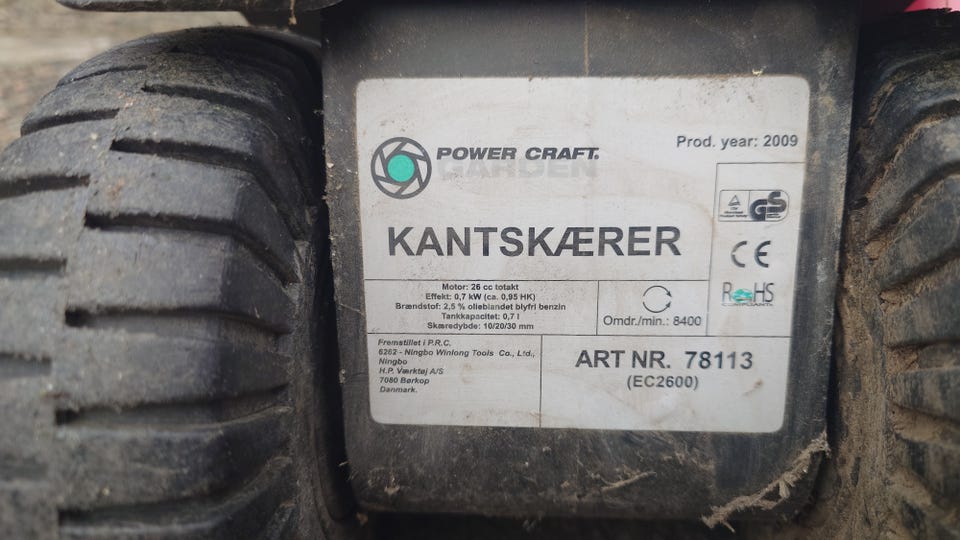 POWER CRAFT.
GARDEN
Prod. year: 2009
KANTSKÆRER
GS
CE
RoHS
Motor: 26 cc totakt
Effekt: 0,7 kW (ca. 0,95 HK)
Brændstof: 2,5 % olieblandet blyfri benzin
Tankkapacitet: 0,7 l
Skæredybde: 10/20/30 mm
Omdr./min.: 8400
Fremstillet i P.R.C.
6262 - Ningbo Winlong Tools Co., Ltd.,
Ningbo
H.P. Værktøj A/S
7080 Børkop
Danmark.
ART NR. 78113
(EC2600)